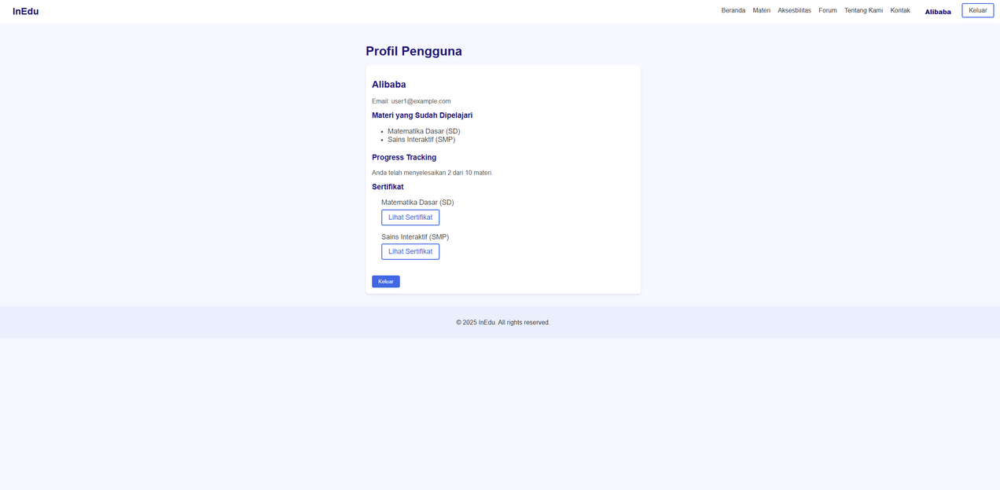 InEdu
Beranda Materi Aksesbilitas Forum Tentang Kami Kontak Alibaba Keluar
Profil Pengguna
Alibaba
Email: user1@example.com
Materi yang Sudah Dipelajari
• Matematika Dasar (SD)
• Sains Interaktif (SMP)
Progress Tracking
Anda telah menyelesaikan 2 dari 10 materi.
Sertifikat
Matematika Dasar (SD)
Lihat Sertifikat
Sains Interaktif (SMP)
Lihat Sertifikat
Keluar
© 2025 InEdu. All rights reserved.